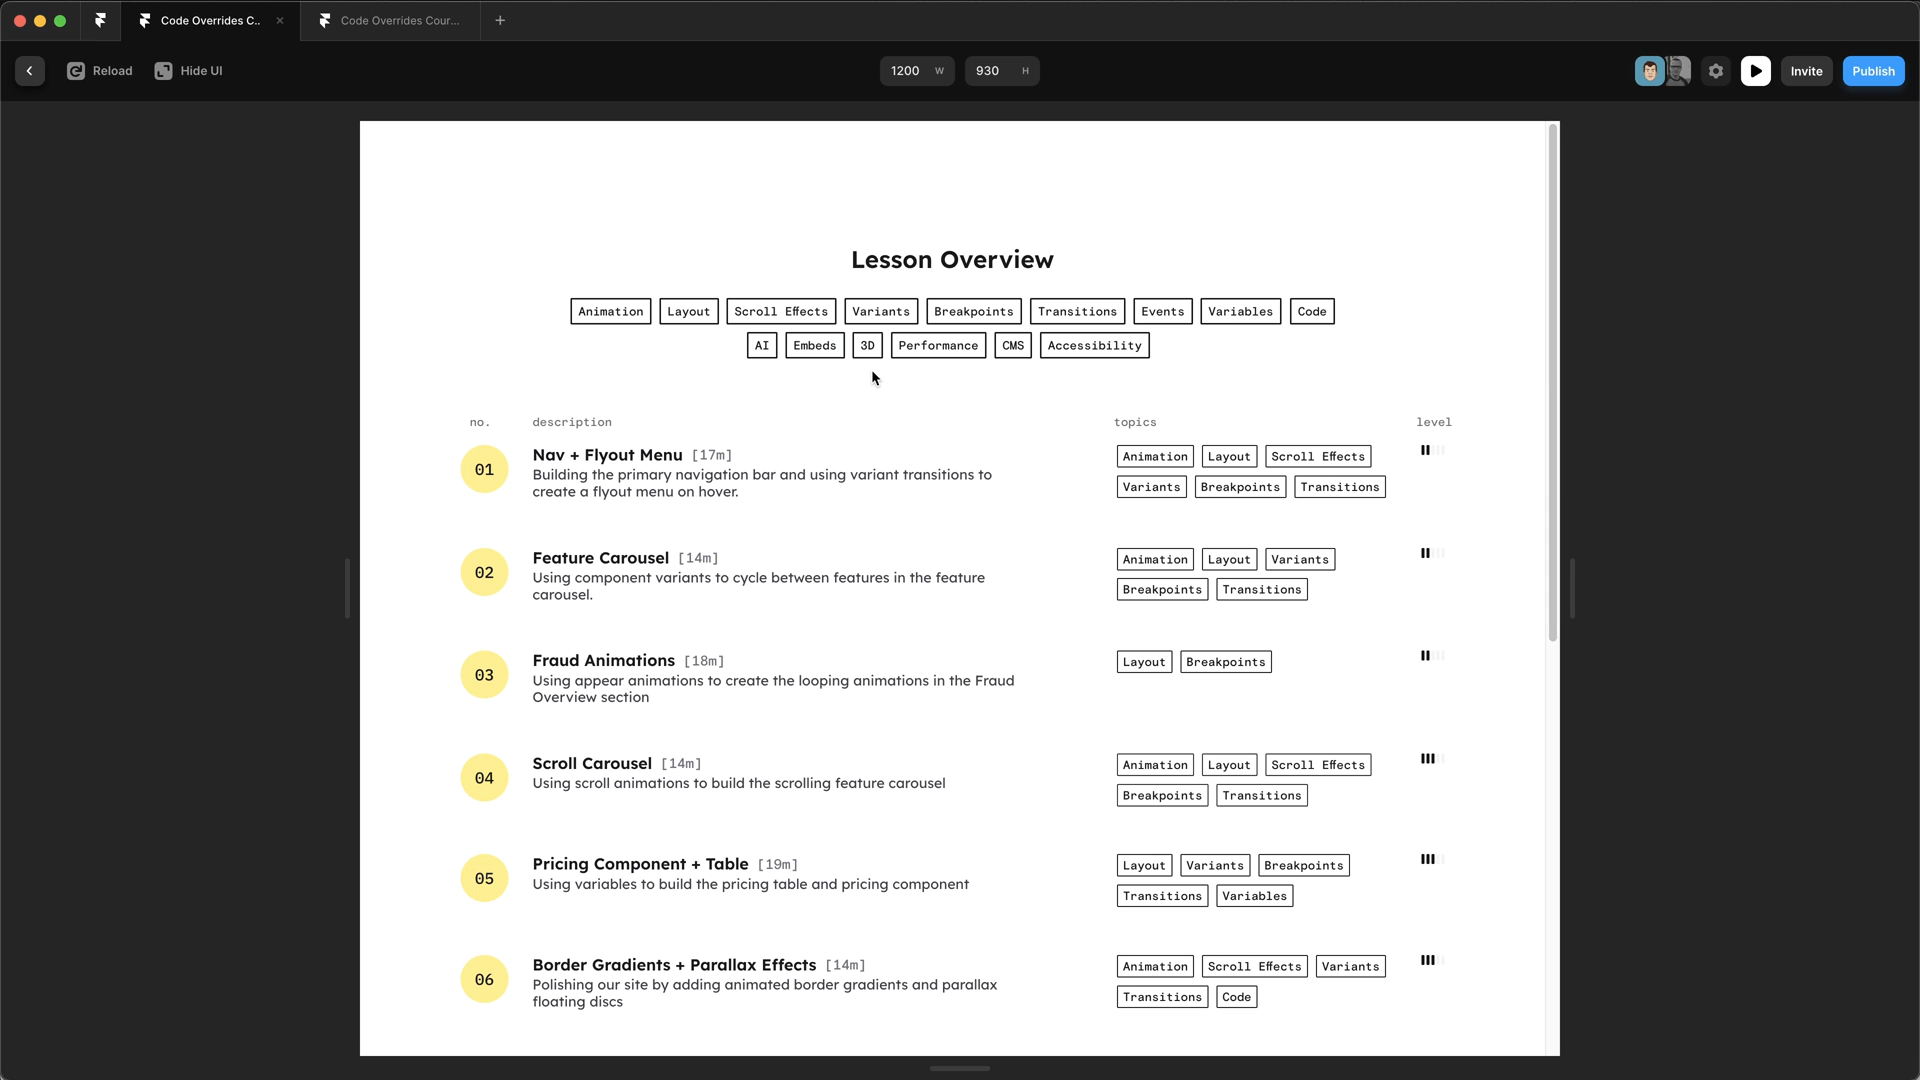 Code Overrides C..
Code Overrides Cour...
Reload
Hide UI
1200 W
930 H
Invite
Publish
Lesson Overview
Animation Layout Scroll Effects Variants Breakpoints Transitions Events Variables Code
AI Embeds 3D Performance CMS Accessibility
no. description topics level
01
Nav + Flyout Menu [17m]
Building the primary navigation bar and using variant transitions to
create a flyout menu on hover.
Animation Layout Scroll Effects
Variants Breakpoints Transitions
02
Feature Carousel [14m]
Using component variants to cycle between features in the feature
carousel.
Animation Layout Variants
Breakpoints Transitions
03
Fraud Animations [18m]
Using appear animations to create the looping animations in the Fraud
Overview section
Layout Breakpoints
04
Scroll Carousel [14m]
Using scroll animations to build the scrolling feature carousel
Animation Layout Scroll Effects
Breakpoints Transitions
05
Pricing Component + Table [19m]
Using variables to build the pricing table and pricing component
Layout Variants Breakpoints
Transitions Variables
06
Border Gradients + Parallax Effects [14m]
Polishing our site by adding animated border gradients and parallax
floating discs
Animation Scroll Effects Variants
Transitions Code